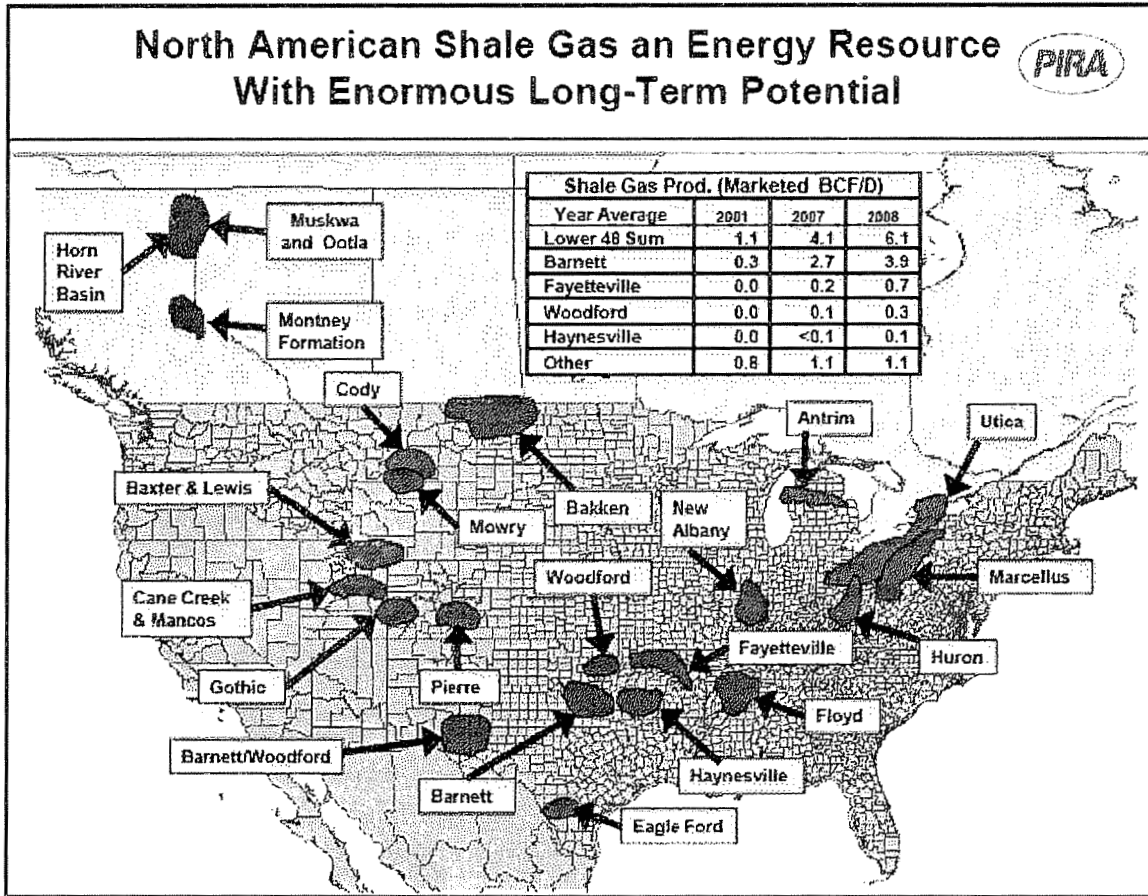 North American Shale Gas an Energy Resource
With Enormous Long-Term Potential
PIRA
Shale Gas Prod. (Marketed BCF/D)
Year Average 2001 2007 2008
Lower 48 Sum 1.1 4.1 6.1
Barnett 0.3 2.7 3.9
Fayetteville 0.0 0.2 0.7
Woodford 0.0 0.1 0.3
Haynesville 0.0 <0.1 0.1
Other 0.8 1.1 1.1
Horn
River
Basin
Muskwa
and Ootla
Montney
Formation
Cody
Antrim
Utica
Baxter & Lewis
Mowry
Bakken
New
Albany
Woodford
Marcellus
Cane Creek
& Mancos
Fayetteville
Huron
Gothic
Pierre
Floyd
Barnett/Woodford
Haynesville
Barnett
Eagle Ford